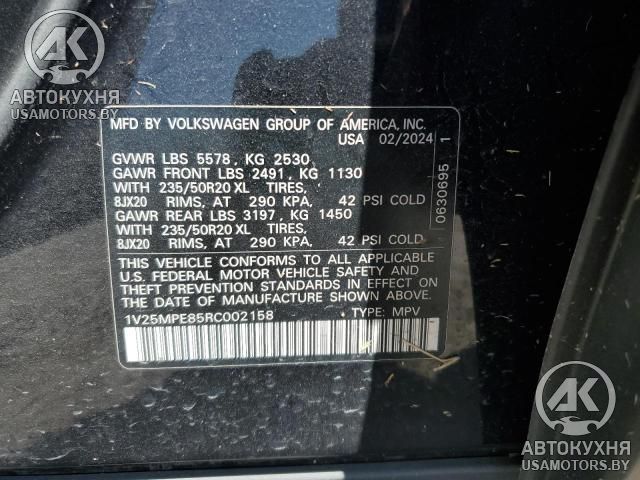 АВТОКУХНЯ
USAMOTORS.BY
MFD BY VOLKSWAGEN GROUP OF AMERICA, INC.
USA 02/2024
GVWR LBS 5578 , KG 2530
GAWR FRONT LBS 2491 , KG 1130
WITH 235/50R20 XL TIRES,
8JX20 RIMS, AT 290 KPA, 42 PSI COLD
GAWR REAR LBS 3197 , KG 1450
WITH 235/50R20 XL TIRES,
8JX20 RIMS, AT 290 KPA, 42 PSI COLD
THIS VEHICLE CONFORMS TO ALL APPLICABLE
U.S. FEDERAL MOTOR VEHICLE SAFETY AND
THEFT PREVENTION STANDARDS IN EFFECT ON
THE DATE OF MANUFACTURE SHOWN ABOVE.
1V25MPE85RC002158 TYPE: MPV
0630695 1
АК
АК
АВТОКУХНЯ
USAMOTORS.BY